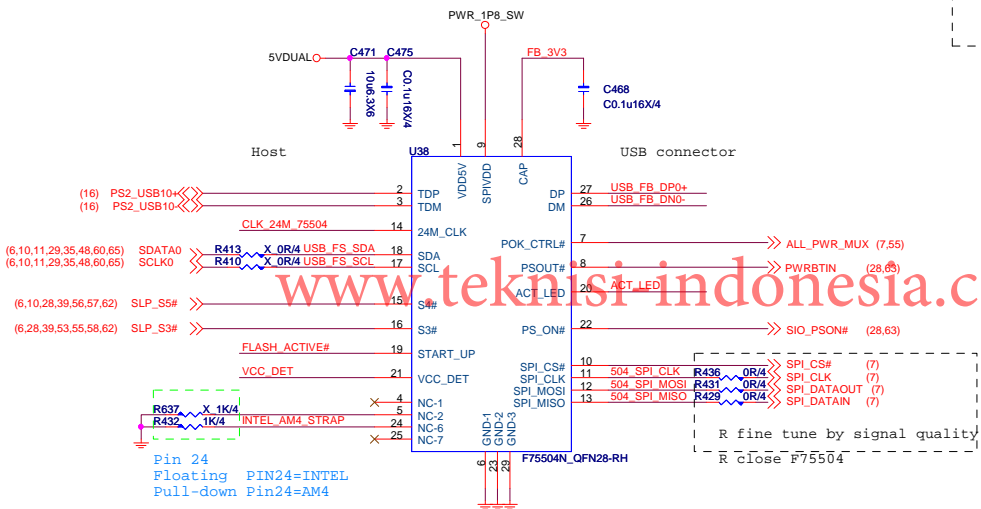 PWR_1P8_SW
5VDUAL
C471
C475
FB_3V3
10u6.3X6
C0.1u16X/4
C468
C0.1u16X/4
Host
U38
USB connector
1
9
28
VDD5V
SPIVDD
CAP
(16) PS2_USB10+ 2 TDP
(16) PS2_USB10- 3 TDM
DP 27 USB_FB_DP0+
DM 26 USB_FB_DN0-
CLK_24M_75504 14 24M_CLK
POK_CTRL# 7 ALL_PWR_MUX (7,55)
(6,10,11,29,35,48,60,65) SDATA0 R413 X_0R/4 USB_FS_SDA 18 SDA
(6,10,11,29,35,48,60,65) SCLK0 R410 X_0R/4 USB_FS_SCL 17 SCL
PSOUT# 8 PWRBTIN (28,63)
www.teknisi-indonesia.c
ACT_LED 20 ACT_LED
(6,10,28,39,56,57,62) SLP_S5# 15 S4#
(6,28,39,53,55,58,62) SLP_S3# 16 S3#
PS_ON# 22 SIO_PSON# (28,63)
FLASH_ACTIVE# 19 START_UP
VCC_DET 21 VCC_DET
SPI_CS# 10 SPI_CS# (7)
SPI_CLK 11 504_SPI_CLK R436 0R/4 SPI_CLK (7)
SPI_MOSI 12 504_SPI_MOSI R431 0R/4 SPI_DATAOUT (7)
SPI_MISO 13 504_SPI_MISO R429 0R/4 SPI_DATAIN (7)
4 NC-1
R637 X_1K/4 5 NC-2
R432 1K/4 INTEL_AM4_STRAP 24 NC-6
25 NC-7
GND-1
GND-2
GND-3
6
23
29
R fine tune by signal quality
R close F75504
F75504N_QFN28-RH
Pin 24
Floating PIN24=INTEL
Pull-down Pin24=AM4